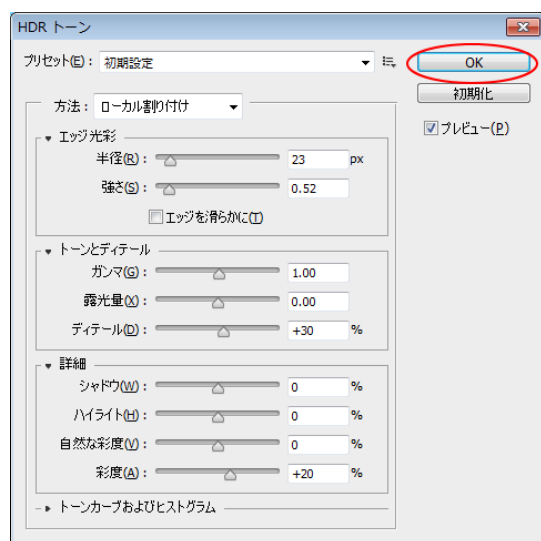 HDR トーン
プリセット(E)： 初期設定
OK
初期化
プレビュー(P)
方法： ローカル割り付け
エッジ光彩
半径(R)： 23 px
強さ(S)： 0.52
エッジを滑らかに(T)
トーンとディテール
ガンマ(G)： 1.00
露光量(X)： 0.00
ディテール(D)： +30 %
詳細
シャドウ(W)： 0 %
ハイライト(H)： 0 %
自然な彩度(V)： 0 %
彩度(A)： +20 %
トーンカーブおよびヒストグラム